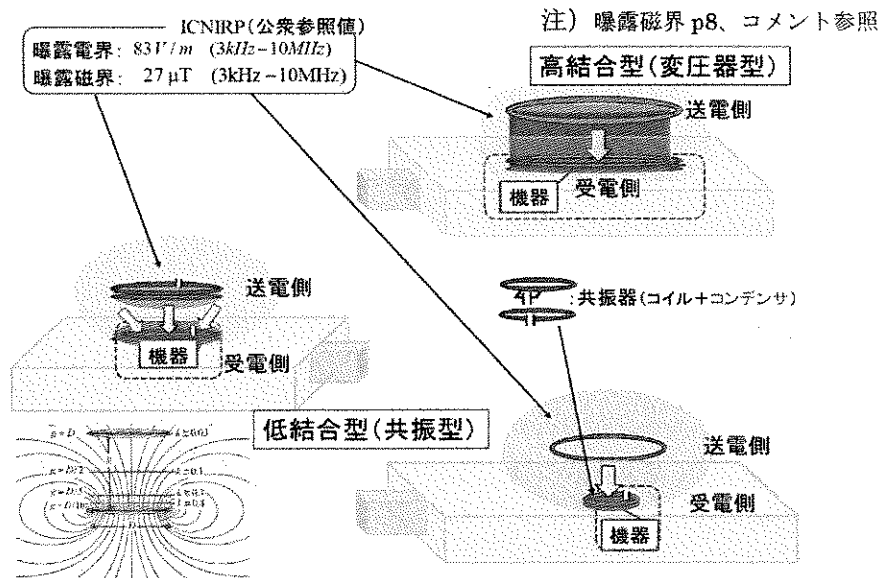 ICNIRP(公衆参照値)
曝露電界: 83V/m (3kHz–10MHz)
曝露磁界: 27 μT (3kHz–10MHz)
注) 曝露磁界 p8、コメント参照
高結合型(変圧器型)
送電側
機器
受電側
送電側
機器
受電側
:共振器(コイル+コンデンサ)
低結合型(共振型)
送電側
受電側
機器
g=D
D